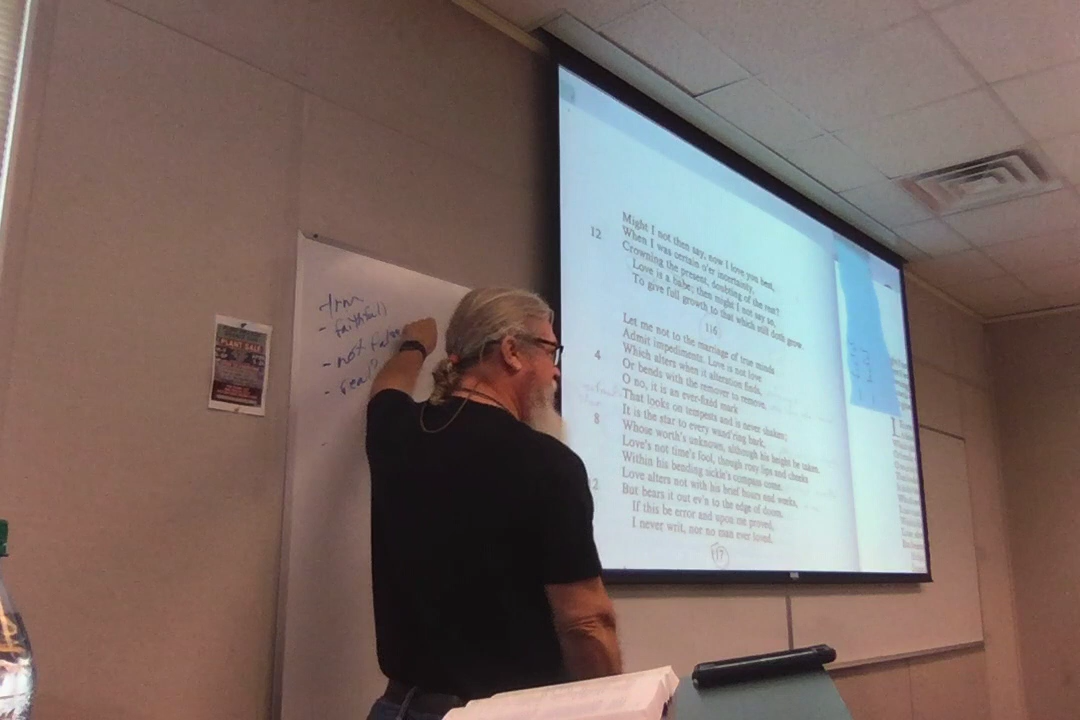 true
- faithful
- not false
- real?
PLANT SALE
Might I not then say, now I love you best,
12
When I was certain o'er incertainty,
Crowning the present, doubting of the rest?
Love is a babe; then might I not say so,
To give full growth to that which still doth grow.
116
Let me not to the marriage of true minds
Admit impediments. Love is not love
Which alters when it alteration finds,
4
Or bends with the remover to remove.
O no, it is an ever-fixèd mark
That looks on tempests and is never shaken;
It is the star to every wand'ring bark,
8
Whose worth's unknown, although his height be taken.
Love's not time's fool, though rosy lips and cheeks
Within his bending sickle's compass come.
Love alters not with his brief hours and weeks,
12
But bears it out ev'n to the edge of doom.
If this be error and upon me proved,
I never writ, nor no man ever loved.
117